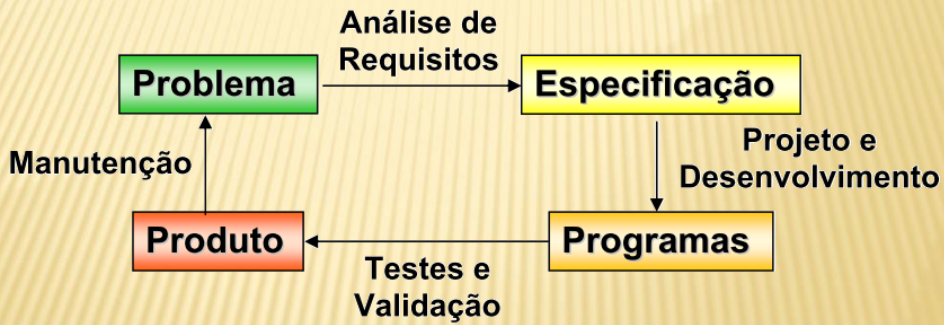 Análise de
Requisitos
Problema
Especificação
Manutenção
Projeto e
Desenvolvimento
Produto
Programas
Testes e
Validação